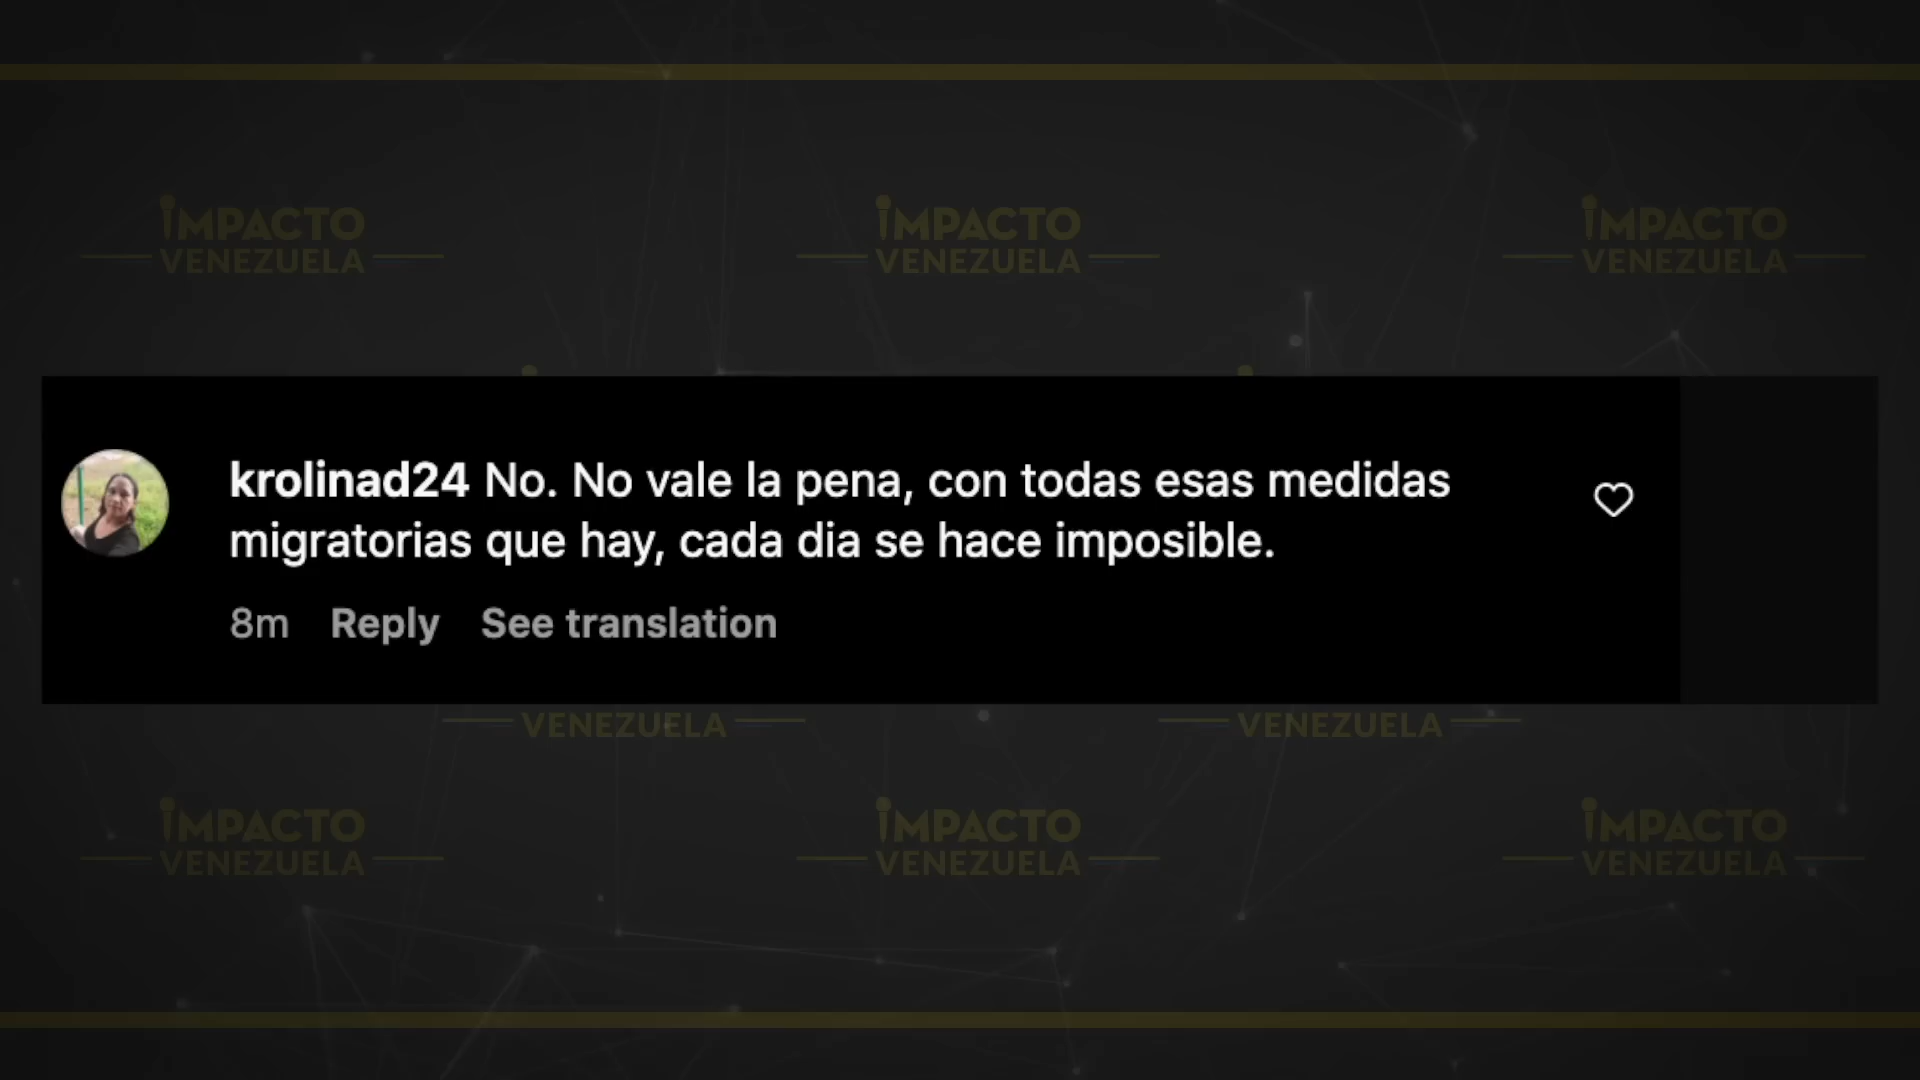 IMPACTO IMPACTO IMPACTO
VENEZUELA VENEZUELA VENEZUELA
krolinad24 No. No vale la pena, con todas esas medidas
migratorias que hay, cada dia se hace imposible.
8m Reply See translation
VENEZUELA VENEZUELA
IMPACTO IMPACTO IMPACTO
VENEZUELA VENEZUELA VENEZUELA